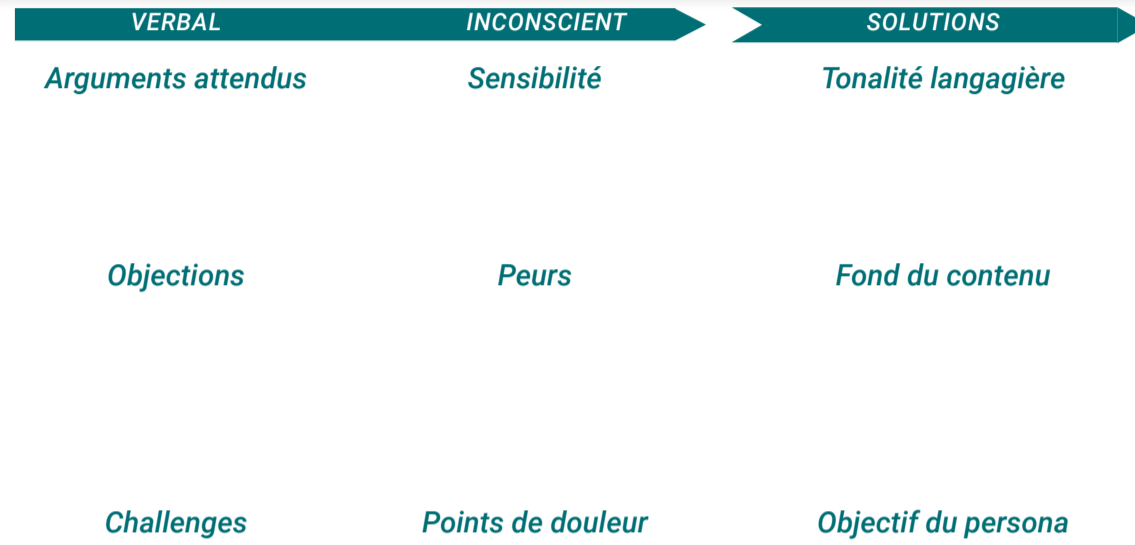 VERBAL INCONSCIENT SOLUTIONS
Arguments attendus Sensibilité Tonalité langagière
Objections Peurs Fond du contenu
Challenges Points de douleur Objectif du persona